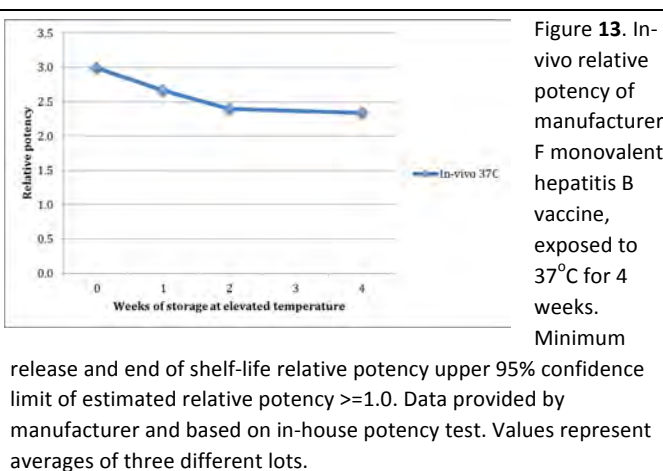 3.5
3.0
2.5
2.0
1.5
1.0
0.5
0.0
Relative potency
0 1 2 3 4
Weeks of storage at elevated temperature
In-vivo 37C
Figure 13. In-
vivo relative
potency of
manufacturer
F monovalent
hepatitis B
vaccine,
exposed to
37°C for 4
weeks.
Minimum
release and end of shelf-life relative potency upper 95% confidence
limit of estimated relative potency >=1.0. Data provided by
manufacturer and based on in-house potency test. Values represent
averages of three different lots.